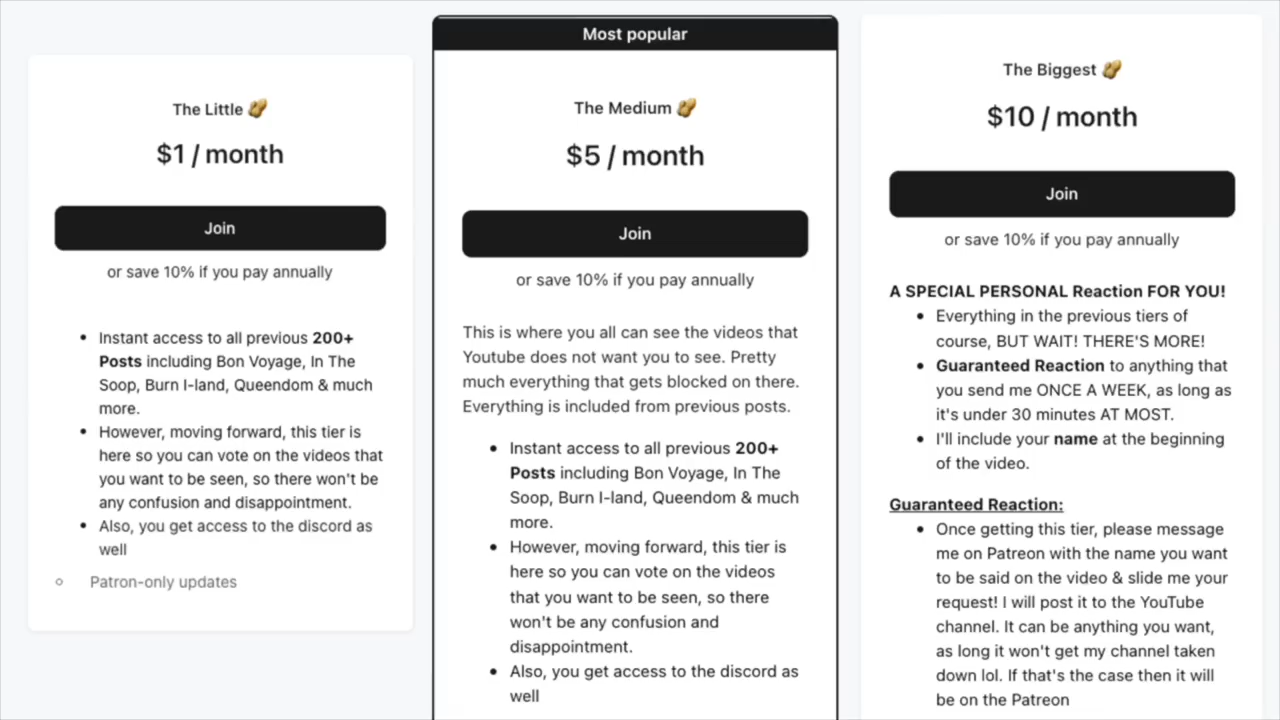 The Little 🥜
$1 / month
Join
or save 10% if you pay annually
• Instant access to all previous 200+
Posts including Bon Voyage, In The
Soop, Burn I-land, Queendom & much
more.
• However, moving forward, this tier is
here so you can vote on the videos that
you want to be seen, so there won't be
any confusion and disappointment.
• Also, you get access to the discord as
well
○ Patron-only updates
Most popular
The Medium 🥜
$5 / month
Join
or save 10% if you pay annually
This is where you all can see the videos that
Youtube does not want you to see. Pretty
much everything that gets blocked on there.
Everything is included from previous posts.
• Instant access to all previous 200+
Posts including Bon Voyage, In The
Soop, Burn I-land, Queendom & much
more.
• However, moving forward, this tier is
here so you can vote on the videos
that you want to be seen, so there
won't be any confusion and
disappointment.
• Also, you get access to the discord as
well
The Biggest 🥜
$10 / month
Join
or save 10% if you pay annually
A SPECIAL PERSONAL Reaction FOR YOU!
• Everything in the previous tiers of
course, BUT WAIT! THERE'S MORE!
• Guaranteed Reaction to anything that
you send me ONCE A WEEK, as long as
it's under 30 minutes AT MOST.
• I'll include your name at the beginning
of the video.
Guaranteed Reaction:
• Once getting this tier, please message
me on Patreon with the name you want
to be said on the video & slide me your
request! I will post it to the YouTube
channel. It can be anything you want,
as long it won't get my channel taken
down lol. If that's the case then it will
be on the Patreon